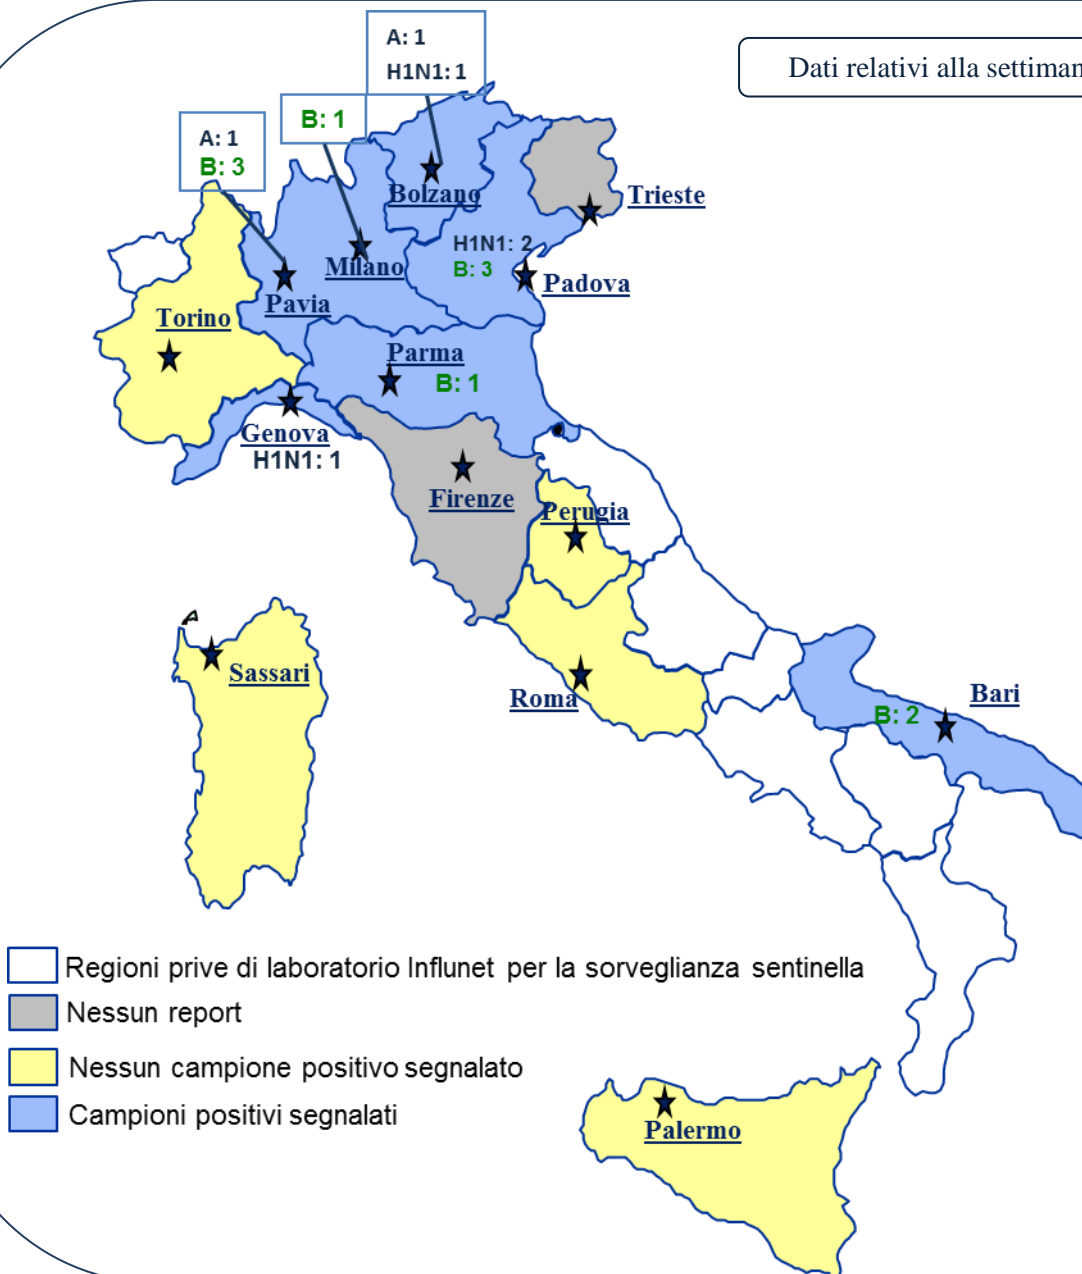 A: 1
H1N1: 1
Dati relativi alla
B: 1
A: 1
B: 3
Bolzano
Trieste
H1N1: 2
B: 3
Milano
Padova
Pavia
Torino
Parma
B: 1
Genova
H1N1: 1
Firenze
Perugia
Sassari
Roma
Bari
B: 2
Regioni prive di laboratorio Influnet per la sorveglianza sentinella
Nessun report
Nessun campione positivo segnalato
Campioni positivi segnalati
Palermo